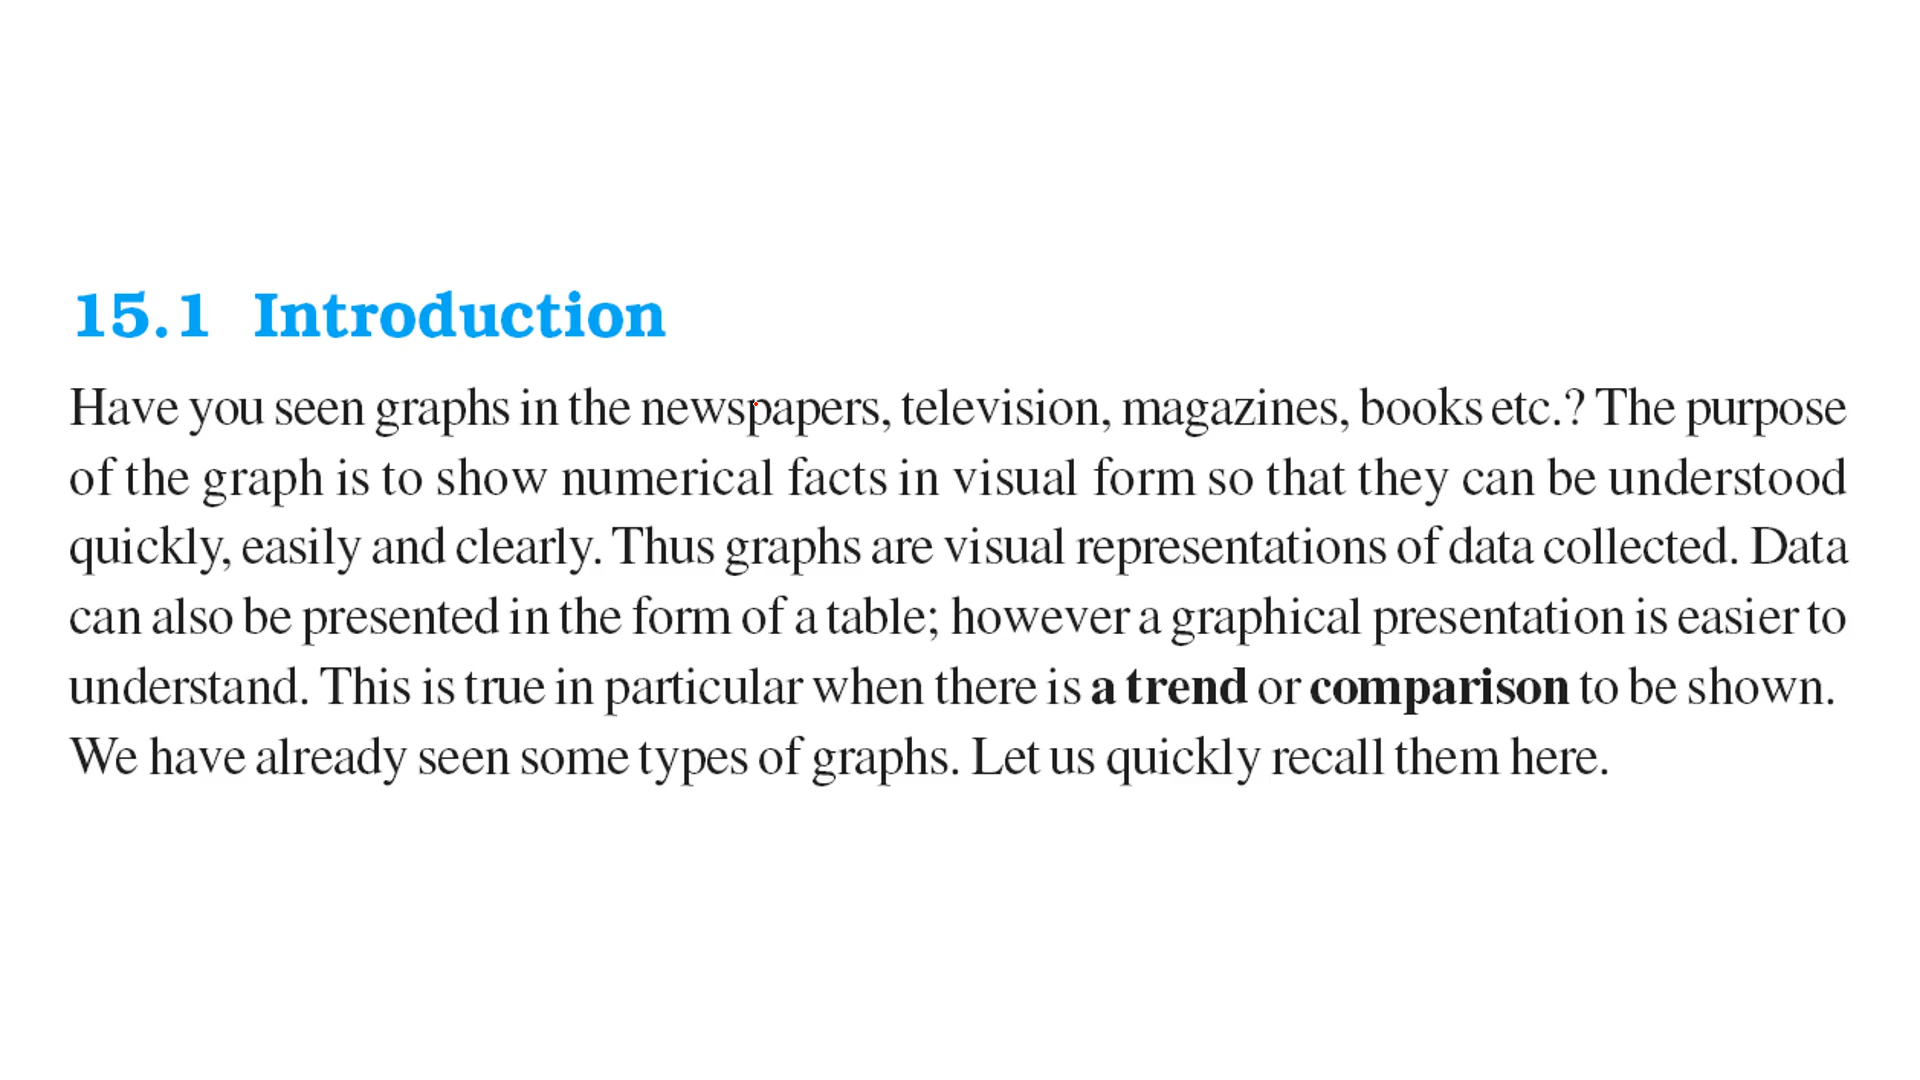 15.1 Introduction
Have you seen graphs in the newspapers, television, magazines, books etc.? The purpose
of the graph is to show numerical facts in visual form so that they can be understood
quickly, easily and clearly. Thus graphs are visual representations of data collected. Data
can also be presented in the form of a table; however a graphical presentation is easier to
understand. This is true in particular when there is a trend or comparison to be shown.
We have already seen some types of graphs. Let us quickly recall them here.